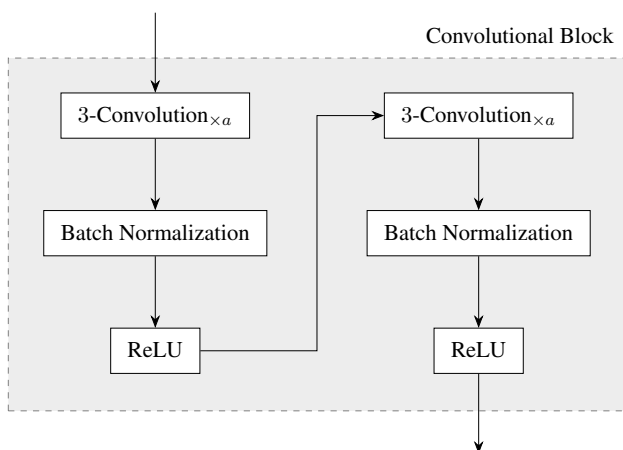 Convolutional Block
3-Convolution×a
Batch Normalization
ReLU
3-Convolution×a
Batch Normalization
ReLU